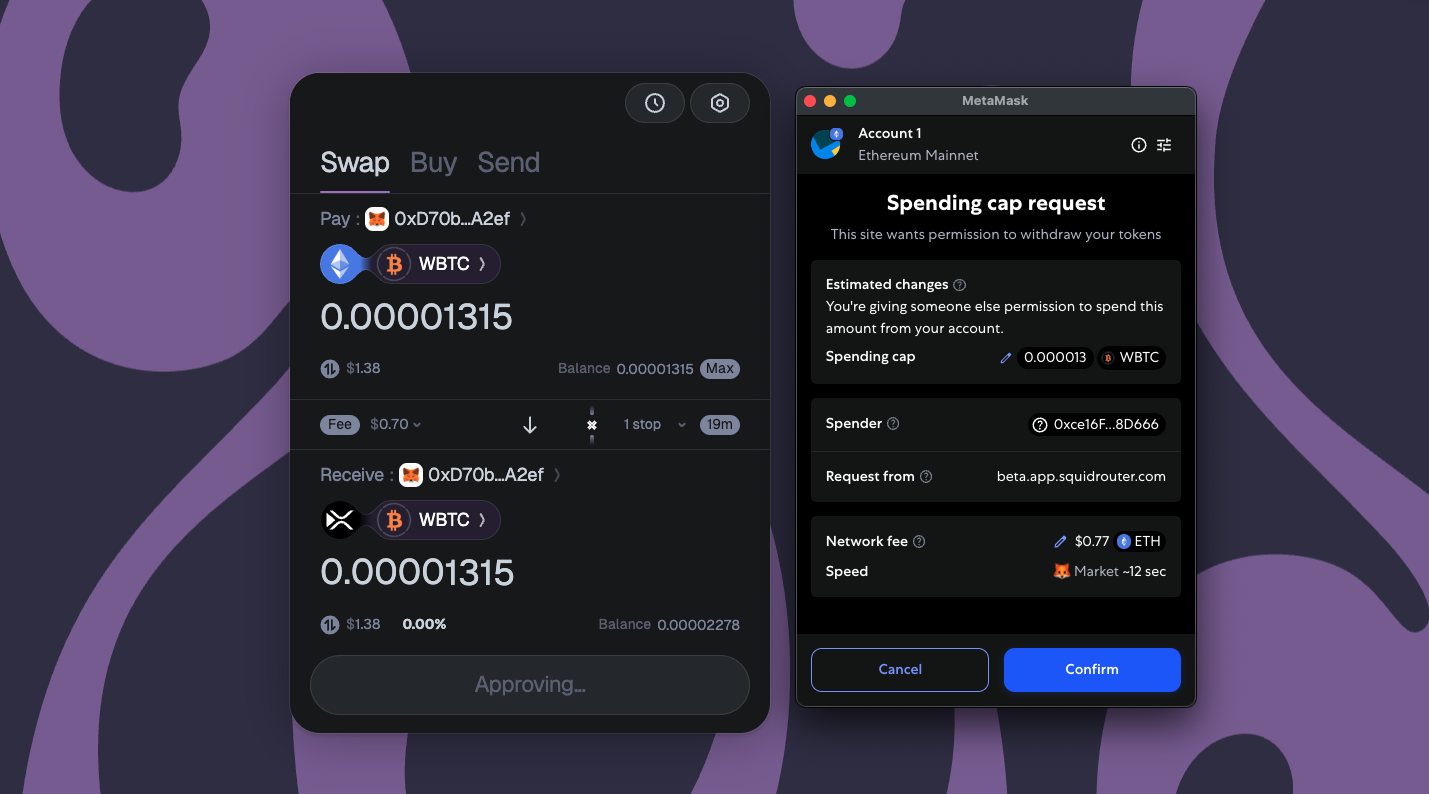 Swap Buy Send
Pay : 0xD70b...A2ef
WBTC
0.00001315
$1.38 Balance 0.00001315 Max
Fee $0.70 1 stop 19m
Receive : 0xD70b...A2ef
WBTC
0.00001315
$1.38 0.00% Balance 0.00002278
Approving...
MetaMask
Account 1
Ethereum Mainnet
Spending cap request
This site wants permission to withdraw your tokens
Estimated changes
You're giving someone else permission to spend this
amount from your account.
Spending cap 0.000013 WBTC
Spender 0xce16F...8D666
Request from beta.app.squidrouter.com
Network fee $0.77 ETH
Speed Market ~12 sec
Cancel Confirm